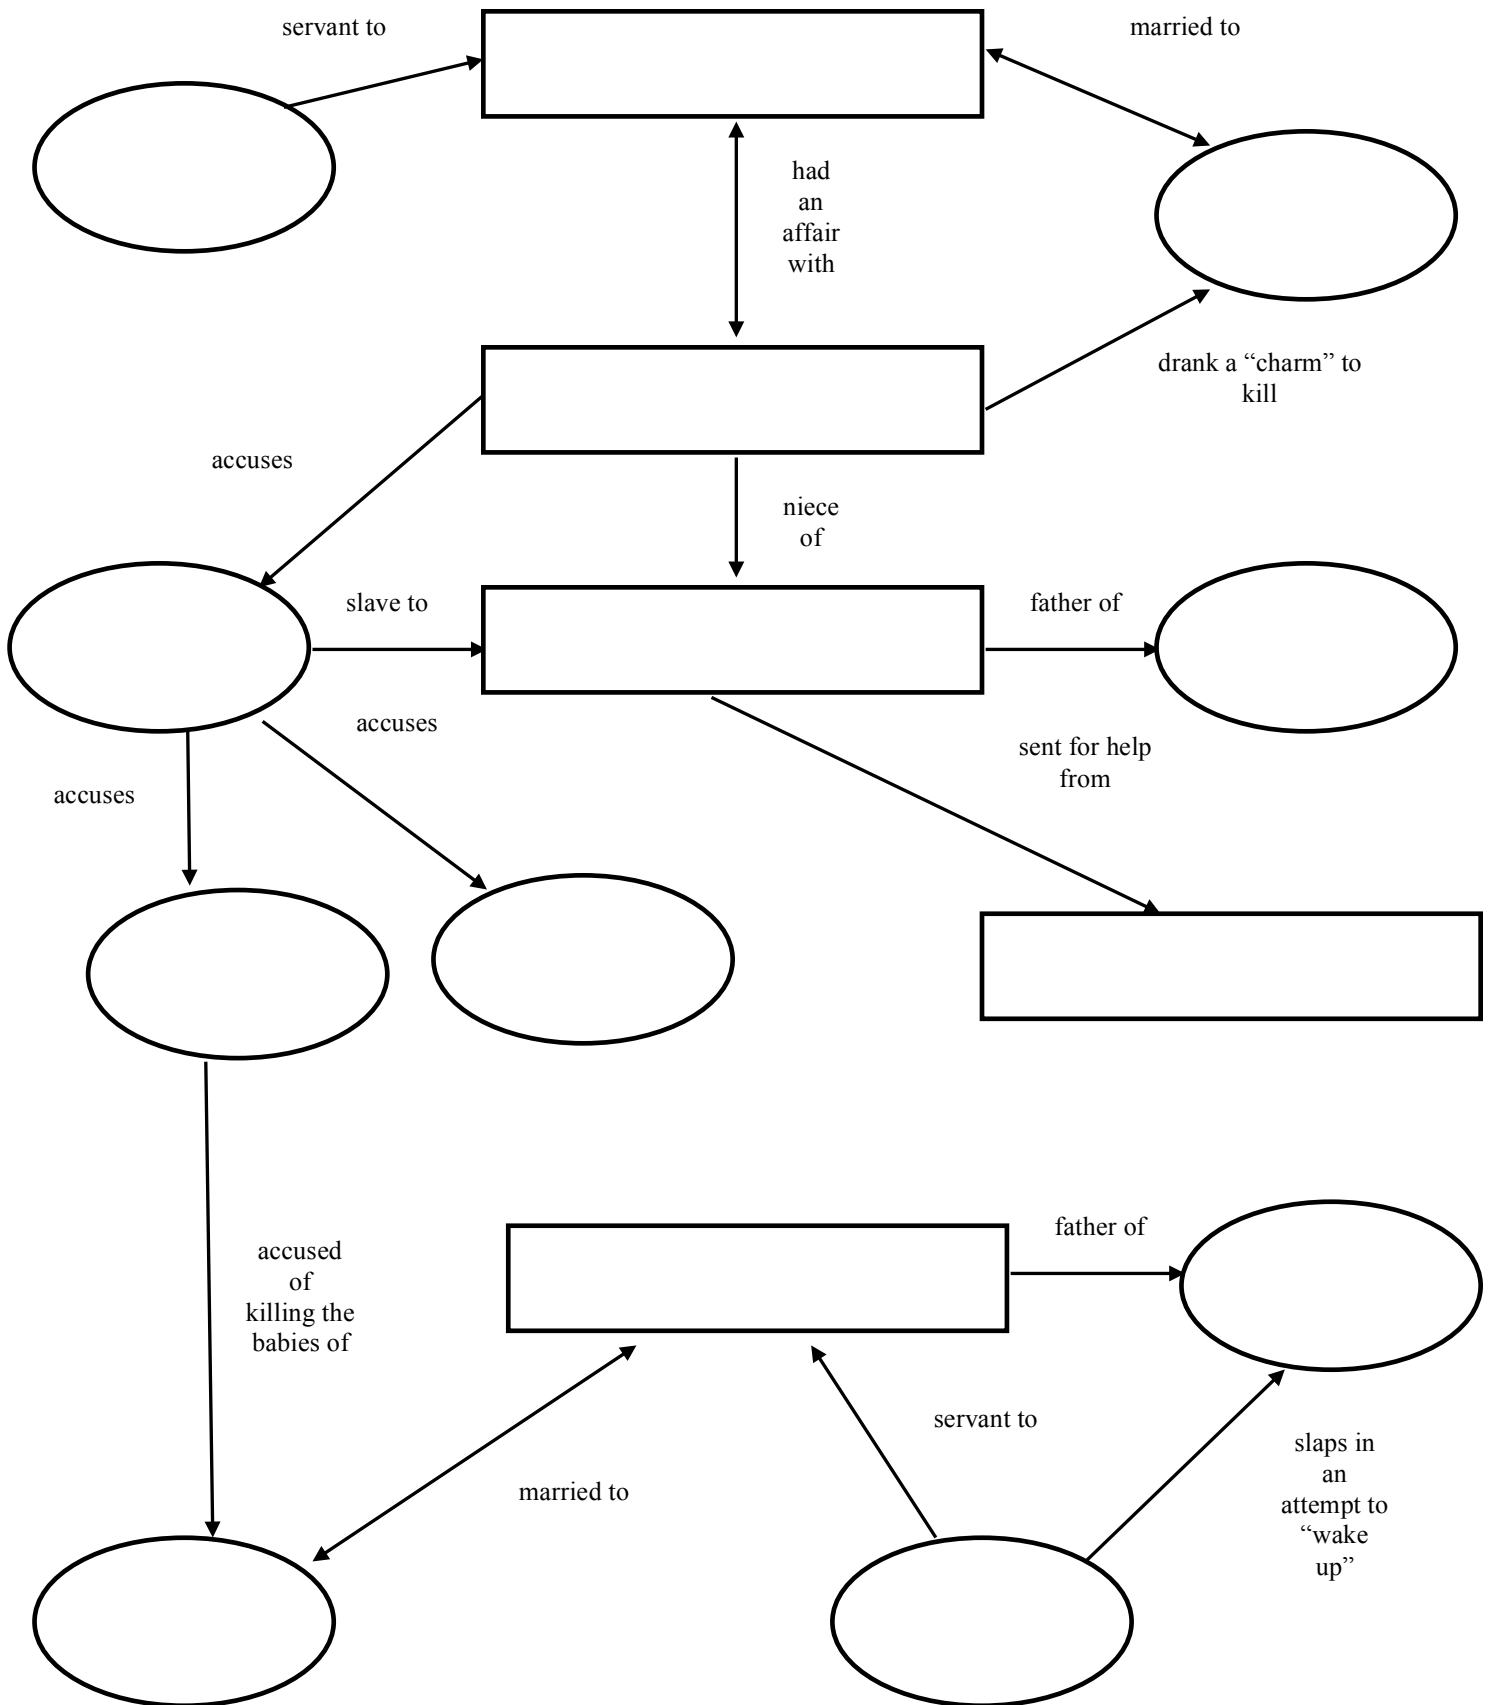 servant to
married to
had
an
affair
with
drank a “charm” to
kill
accuses
niece
of
slave to
father of
accuses
sent for help
from
accuses
accused
of
killing the
babies of
father of
servant to
slaps in
an
attempt to
“wake
up”
married to